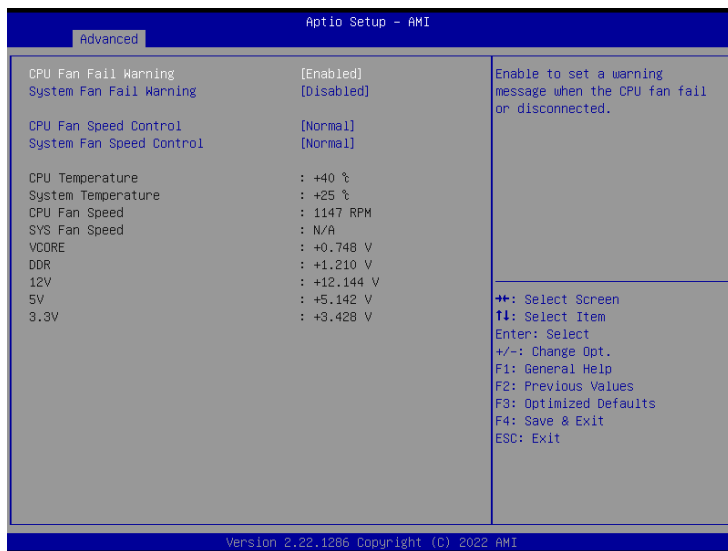 Aptio Setup – AMI
Advanced
CPU Fan Fail Warning [Enabled]
System Fan Fail Warning [Disabled]
CPU Fan Speed Control [Normal]
System Fan Speed Control [Normal]
CPU Temperature : +40 ℃
System Temperature : +25 ℃
CPU Fan Speed : 1147 RPM
SYS Fan Speed : N/A
VCORE : +0.748 V
DDR : +1.210 V
12V : +12.144 V
5V : +5.142 V
3.3V : +3.428 V
Enable to set a warning
message when the CPU fan fail
or disconnected.
→←: Select Screen
↑↓: Select Item
Enter: Select
+/-: Change Opt.
F1: General Help
F2: Previous Values
F3: Optimized Defaults
F4: Save & Exit
ESC: Exit
Version 2.22.1286 Copyright (C) 2022 AMI